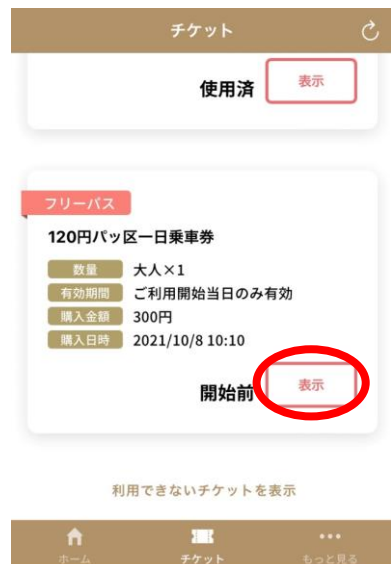 チケット
使用済
表示
フリーパス
120円パッ区一日乗車券
数量 大人×1
有効期間 ご利用開始当日のみ有効
購入金額 300円
購入日時 2021/10/8 10:10
開始前
表示
利用できないチケットを表示
ホーム
チケット
もっと見る